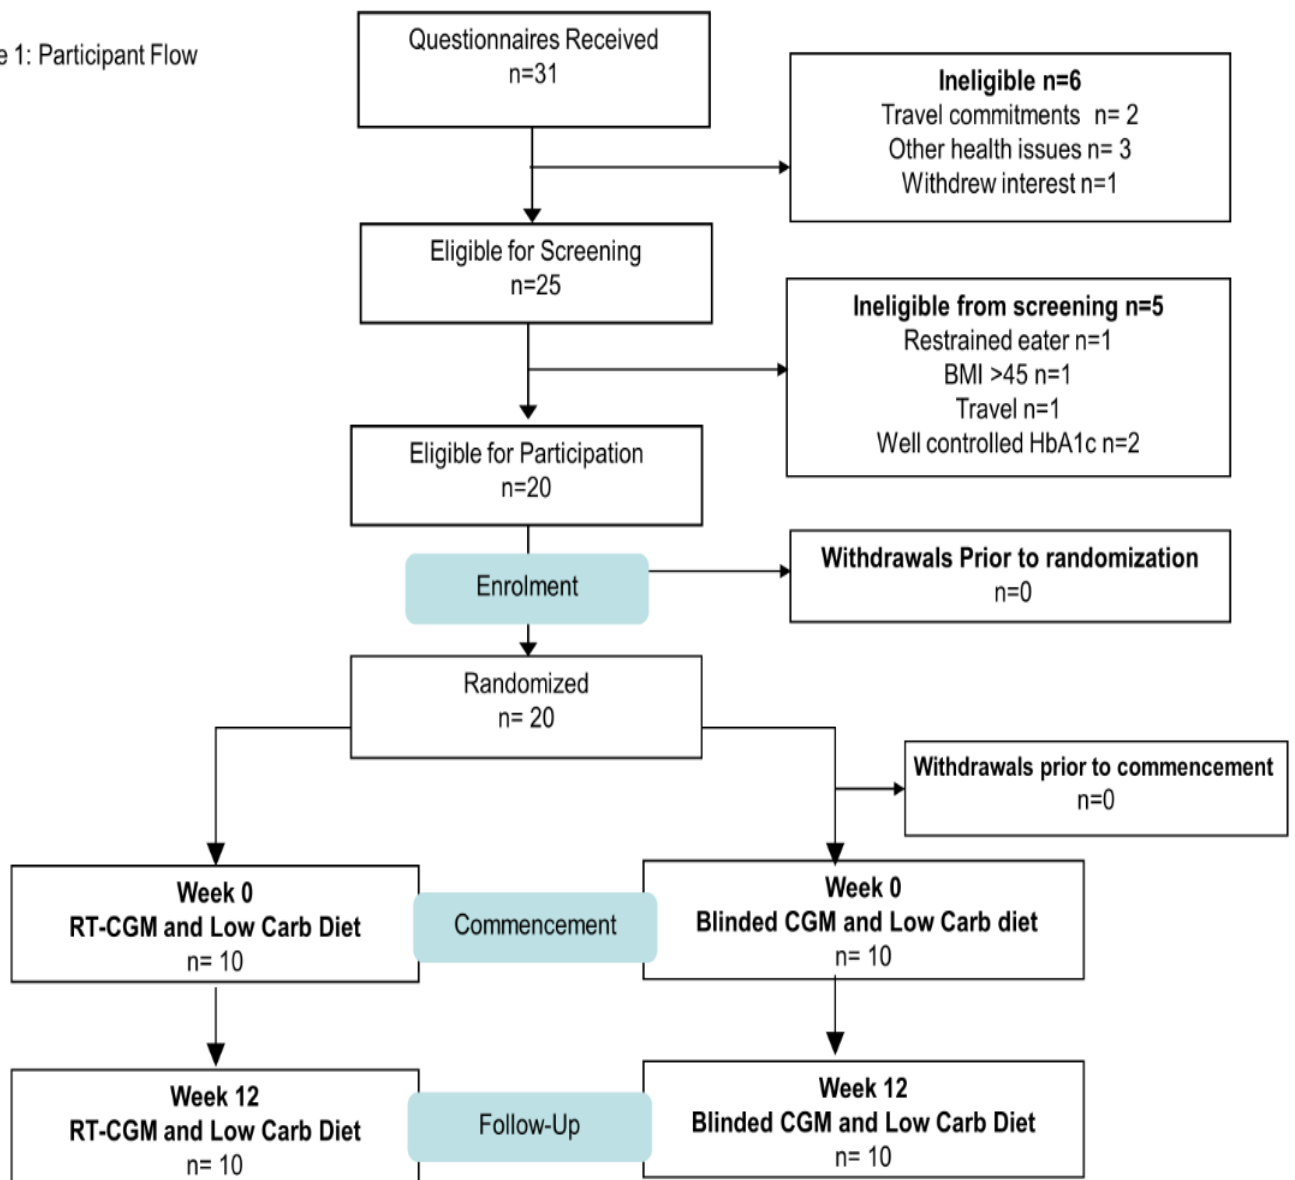 e 1: Participant Flow
Questionnaires Received
n=31
Ineligible n=6
Travel commitments n= 2
Other health issues n= 3
Withdrew interest n=1
Eligible for Screening
n=25
Ineligible from screening n=5
Restrained eater n=1
BMI >45 n=1
Travel n=1
Well controlled HbA1c n=2
Eligible for Participation
n=20
Enrolment
Withdrawals Prior to randomization
n=0
Randomized
n= 20
Withdrawals prior to commencement
n=0
Week 0
RT-CGM and Low Carb Diet
n= 10
Commencement
Week 0
Blinded CGM and Low Carb diet
n= 10
Week 12
RT-CGM and Low Carb Diet
n= 10
Follow-Up
Week 12
Blinded CGM and Low Carb Diet
n= 10